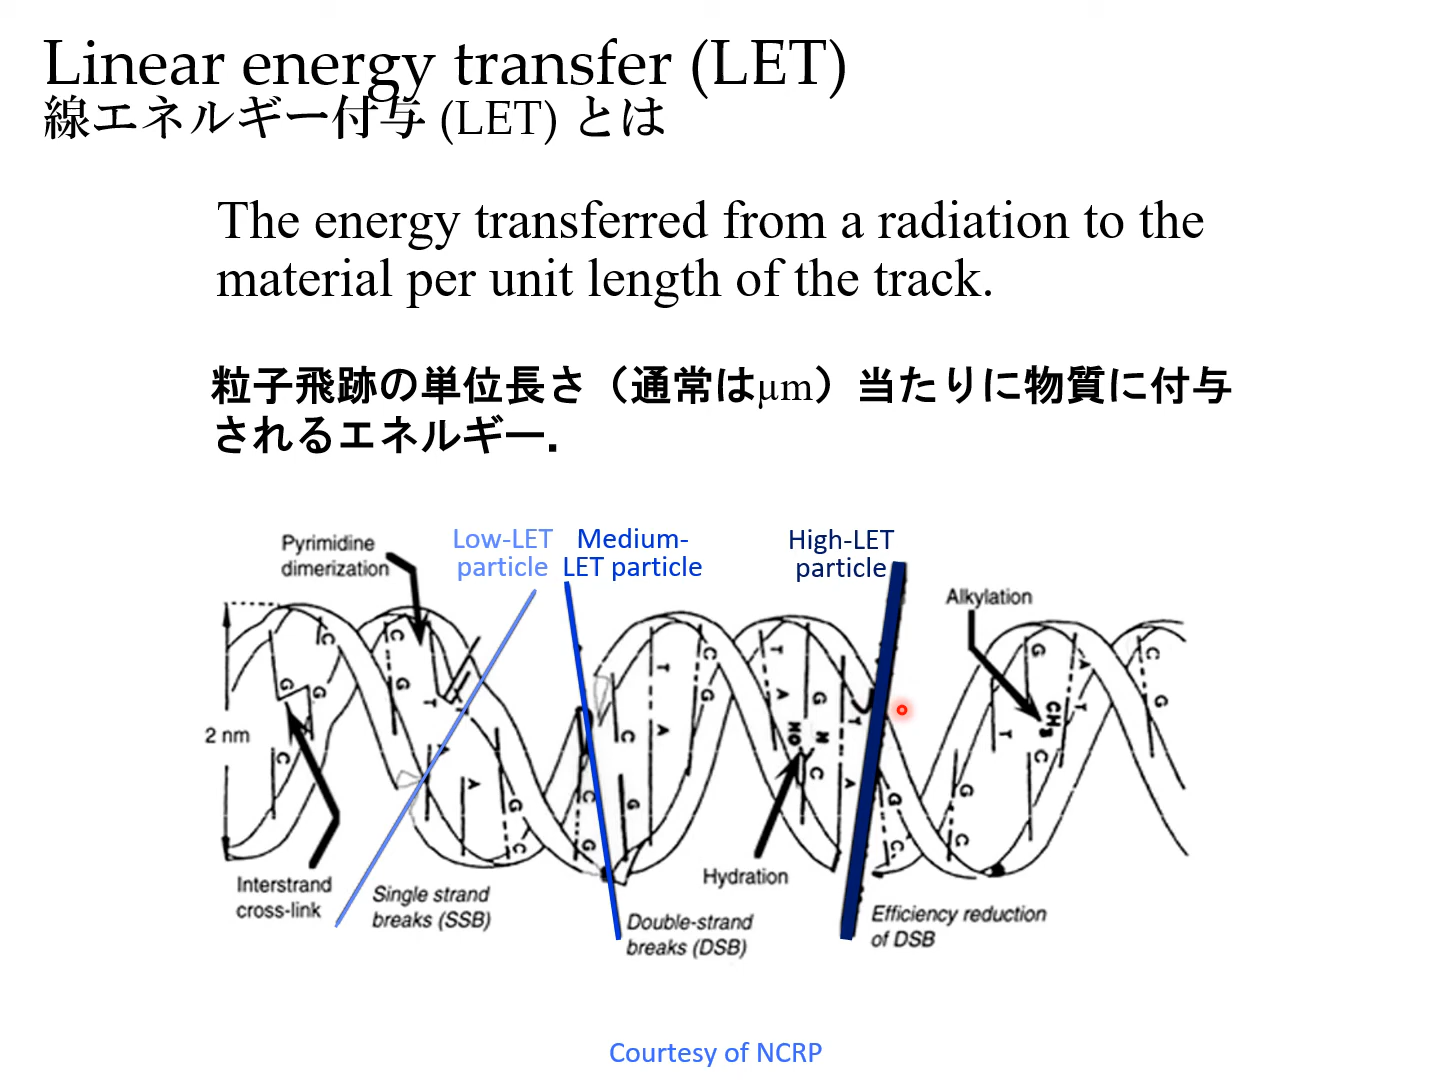 Linear energy transfer (LET)
線エネルギー付与 (LET) とは
The energy transferred from a radiation to the
material per unit length of the track.
粒子飛跡の単位長さ（通常はμm）当たりに物質に付与
されるエネルギー．
Pyrimidine
dimerization
Low-LET
particle
Medium-
LET particle
High-LET
particle
Alkylation
2 nm
Interstrand
cross-link
Single strand
breaks (SSB)
Double-strand
breaks (DSB)
Hydration
Efficiency reduction
of DSB
C
G
G
C
C
G
T
A
A
G
C
C
G
T
A
C
G
C
G
T
A
G
HO
N
C
T
A
G
C
G
A
T
T
CH3
C
G
C
C
G
Courtesy of NCRP